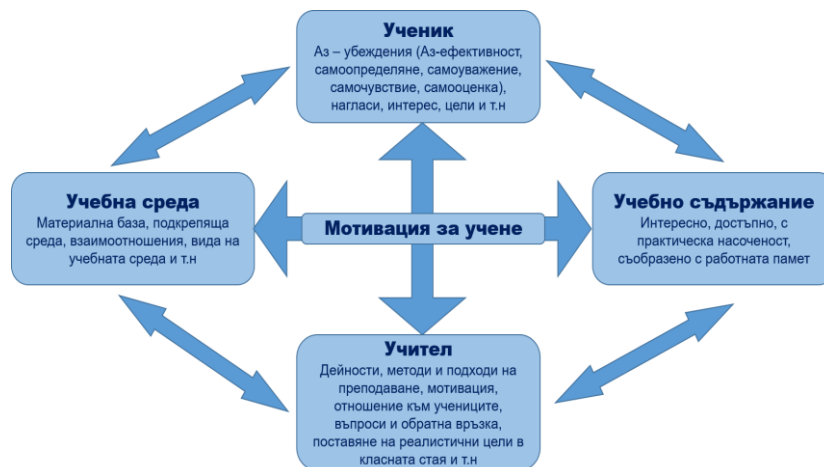 Ученик
Аз – убеждения (Аз-ефективност,
самоопределяне, самоуважение,
самочувствие, самооценка),
нагласи, интерес, цели и т.н
Учебна среда
Материална база, подкрепяща
среда, взаимоотношения, вида на
учебната среда и т.н
Мотивация за учене
Учебно съдържание
Интересно, достъпно, с
практическа насоченост,
съобразено с работната памет
Учител
Дейности, методи и подходи на
преподаване, мотивация,
отношение към учениците,
въпроси и обратна връзка,
поставяне на реалистични цели в
класната стая и т.н